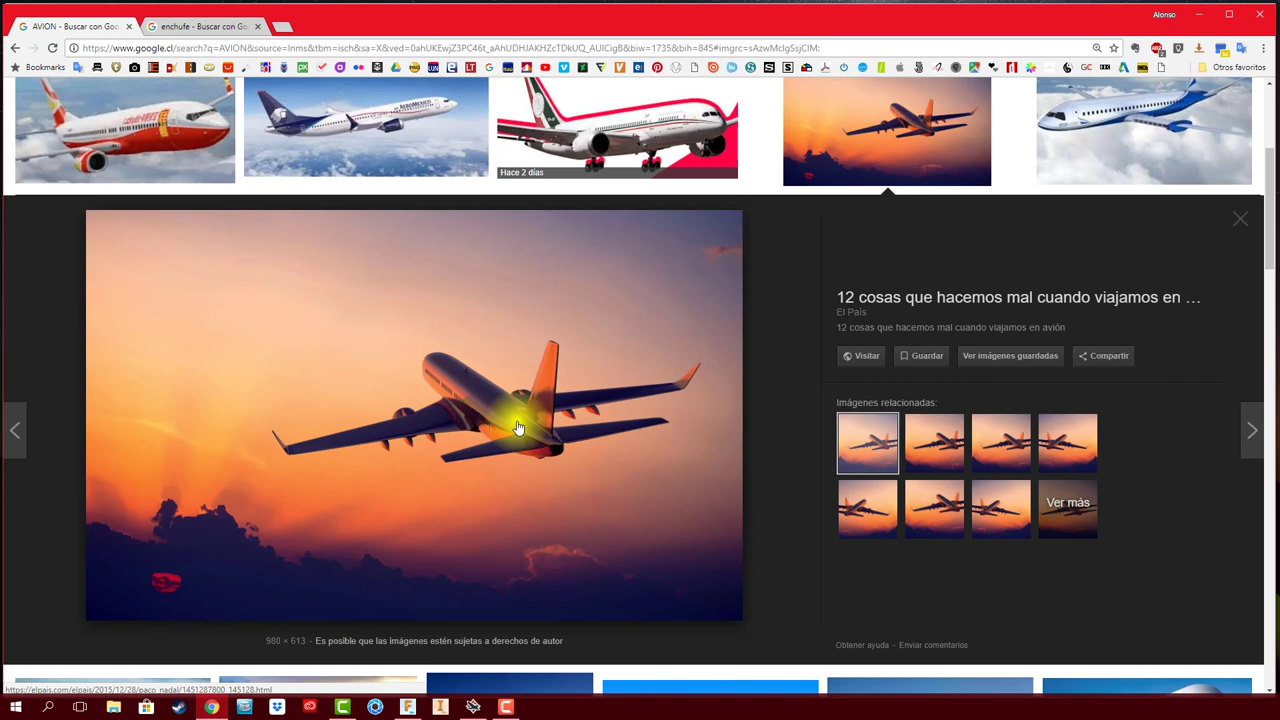 Alonso
AVION - Buscar con Goo
enchufe - Buscar con Go
https://www.google.cl/search?q=AVION&source=lnms&tbm=isch&sa=X&ved=0ahUKEwjZ3PC46t_aAhUDHJAKHZcTDkUQ_AUICigB&biw=1735&bih=845#imgrc=sAzwMclgSsjClM:
Bookmarks
Otros favoritos
AEROMEXICO
Hace 2 días
12 cosas que hacemos mal cuando viajamos en ...
El País
12 cosas que hacemos mal cuando viajamos en avión
Visitar
Guardar
Ver imágenes guardadas
Compartir
Imágenes relacionadas:
Ver más
980 × 613 - Es posible que las imágenes estén sujetas a derechos de autor
Obtener ayuda - Enviar comentarios
https://elpais.com/elpais/2015/12/28/paco_nadal/1451287800_145128.html